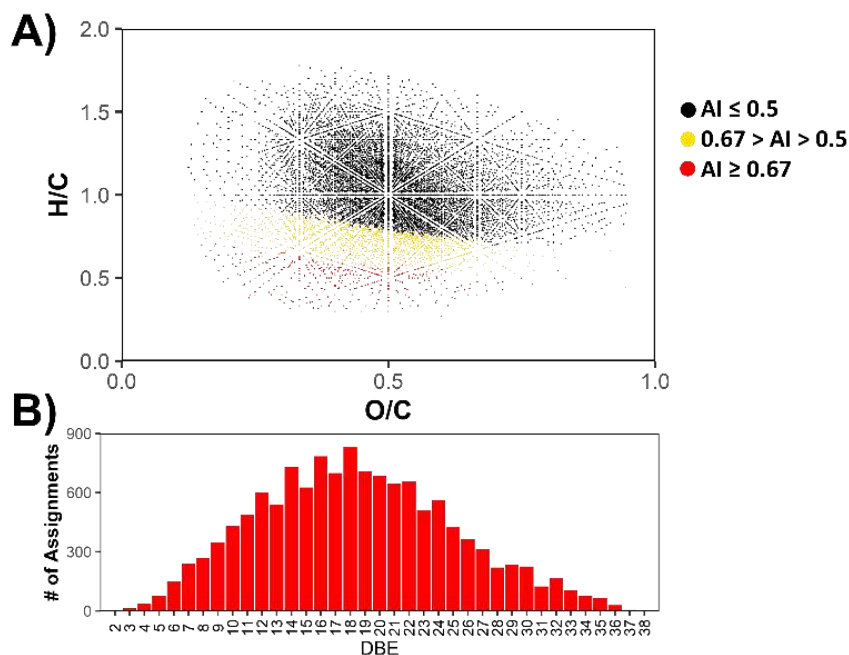 A)
2.0
1.5
1.0
0.5
0.0
H/C
0.0 0.5 1.0
O/C
AI ≤ 0.5
0.67 > AI > 0.5
AI ≥ 0.67
B)
900
600
300
0
# of Assignments
2 3 4 5 6 7 8 9 10 11 12 13 14 15 16 17 18 19 20 21 22 23 24 25 26 27 28 29 30 31 32 33 34 35 36 37 38
DBE